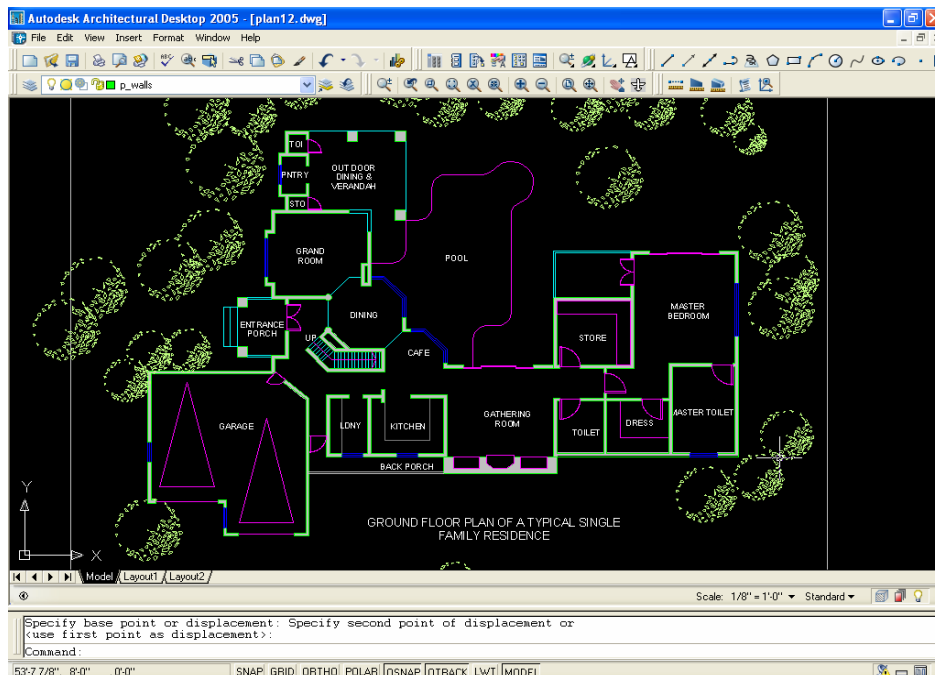 Autodesk Architectural Desktop 2005 - [plan12.dwg]
File Edit View Insert Format Window Help
p_walls
TOI
PNTRY
STO
OUTDOOR
DINING &
VERANDAH
GRAND
ROOM
POOL
ENTRANCE
PORCH
DINING
UP
CAFE
MASTER
BEDROOM
STORE
GARAGE
LDNY
KITCHEN
GATHERING
ROOM
TOILET
DRESS
MASTER TOILET
BACK PORCH
GROUND FLOOR PLAN OF A TYPICAL SINGLE
FAMILY RESIDENCE
Y
X
Model Layout1 Layout2
Scale: 1/8" = 1'-0" Standard
Specify base point or displacement: Specify second point of displacement or
<use first point as displacement>:
Command:
53'-7 7/8", 8'-0" , 0'-0" SNAP GRID ORTHO POLAR OSNAP OTRACK LWT MODEL